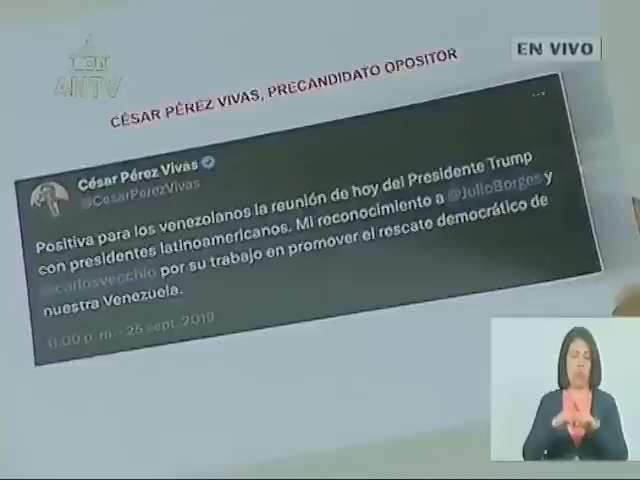 ANTV
EN VIVO
CÉSAR PÉREZ VIVAS, PRECANDIDATO OPOSITOR
César Pérez Vivas
@CesarPerezVivas
Positiva para los venezolanos la reunión de hoy del Presidente Trump
con presidentes latinoamericanos. Mi reconocimiento a @JulioBorges y
@carlosvecchio por su trabajo en promover el rescate democrático de
nuestra Venezuela.
11:00 p. m. · 25 sept. 2019